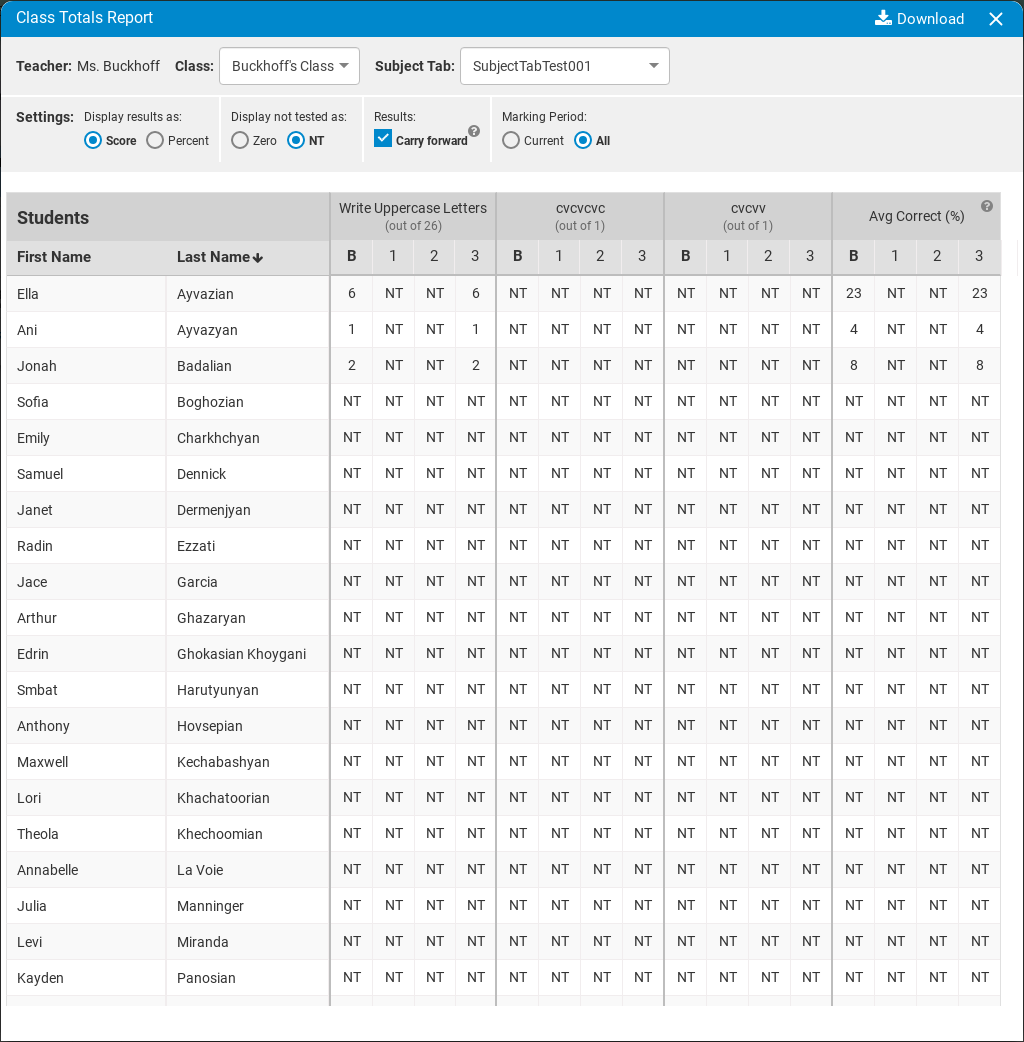 Class Totals Report Download
Teacher: Ms. Buckhoff Class: Buckhoff's Class Subject Tab: SubjectTabTest001
Settings: Display results as: Display not tested as: Results: Marking Period:
Score Percent Zero NT Carry forward ? Current All
Students Write Uppercase Letters cvcvcvc cvcvv Avg Correct (%) ?
(out of 26) (out of 1) (out of 1)
First Name Last Name B 1 2 3 B 1 2 3 B 1 2 3 B 1 2 3
Ella Ayvazian 6 NT NT 6 NT NT NT NT NT NT NT NT 23 NT NT 23
Ani Ayvazyan 1 NT NT 1 NT NT NT NT NT NT NT NT 4 NT NT 4
Jonah Badalian 2 NT NT 2 NT NT NT NT NT NT NT NT 8 NT NT 8
Sofia Boghozian NT NT NT NT NT NT NT NT NT NT NT NT NT NT NT NT
Emily Charkhchyan NT NT NT NT NT NT NT NT NT NT NT NT NT NT NT NT
Samuel Dennick NT NT NT NT NT NT NT NT NT NT NT NT NT NT NT NT
Janet Dermenjyan NT NT NT NT NT NT NT NT NT NT NT NT NT NT NT NT
Radin Ezzati NT NT NT NT NT NT NT NT NT NT NT NT NT NT NT NT
Jace Garcia NT NT NT NT NT NT NT NT NT NT NT NT NT NT NT NT
Arthur Ghazaryan NT NT NT NT NT NT NT NT NT NT NT NT NT NT NT NT
Edrin Ghokasian Khoygani NT NT NT NT NT NT NT NT NT NT NT NT NT NT NT NT
Smbat Harutyunyan NT NT NT NT NT NT NT NT NT NT NT NT NT NT NT NT
Anthony Hovsepian NT NT NT NT NT NT NT NT NT NT NT NT NT NT NT NT
Maxwell Kechabashyan NT NT NT NT NT NT NT NT NT NT NT NT NT NT NT NT
Lori Khachatoorian NT NT NT NT NT NT NT NT NT NT NT NT NT NT NT NT
Theola Khechoomian NT NT NT NT NT NT NT NT NT NT NT NT NT NT NT NT
Annabelle La Voie NT NT NT NT NT NT NT NT NT NT NT NT NT NT NT NT
Julia Manninger NT NT NT NT NT NT NT NT NT NT NT NT NT NT NT NT
Levi Miranda NT NT NT NT NT NT NT NT NT NT NT NT NT NT NT NT
Kayden Panosian NT NT NT NT NT NT NT NT NT NT NT NT NT NT NT NT